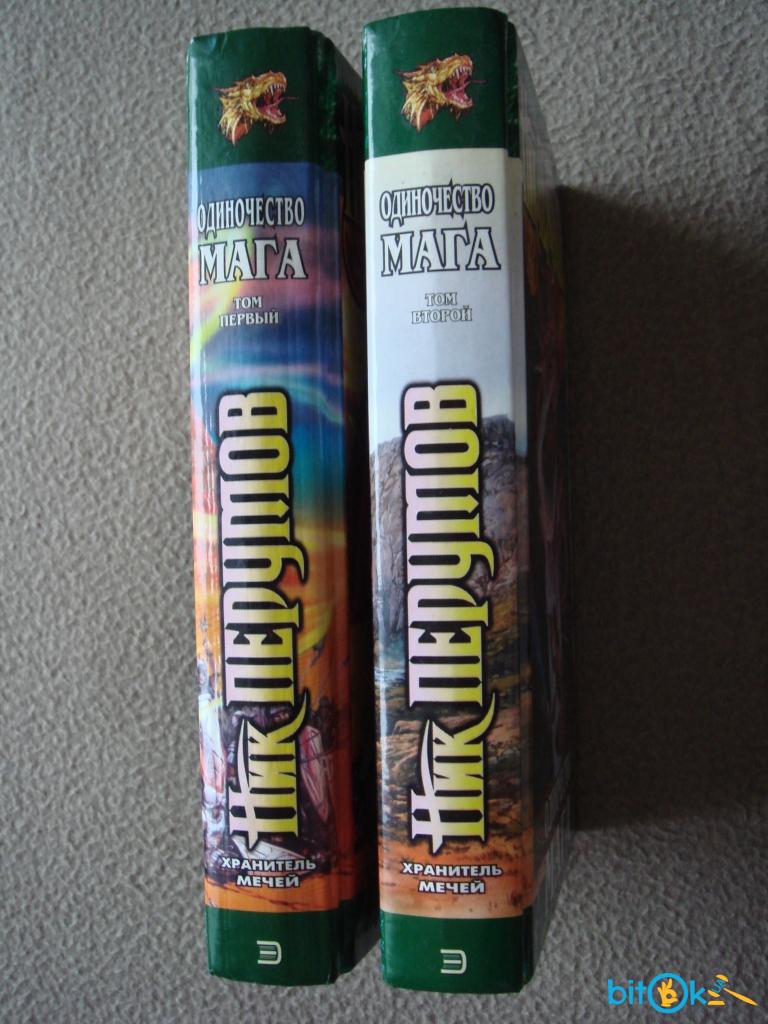 ОДИНОЧЕСТВО
МАГА
ТОМ
ПЕРВЫЙ
НИК ПЕРУМОВ
ХРАНИТЕЛЬ
МЕЧЕЙ
Э
ОДИНОЧЕСТВО
МАГА
ТОМ
ВТОРОЙ
НИК ПЕРУМОВ
ХРАНИТЕЛЬ
МЕЧЕЙ
Э
bitOk